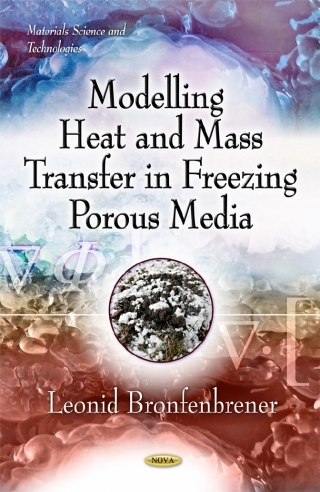 Materials Science and
Technologies
Modelling
Heat and Mass
Transfer in Freezing
Porous Media
∇Φ
∇·[
Leonid Bronfenbrener
NOVA